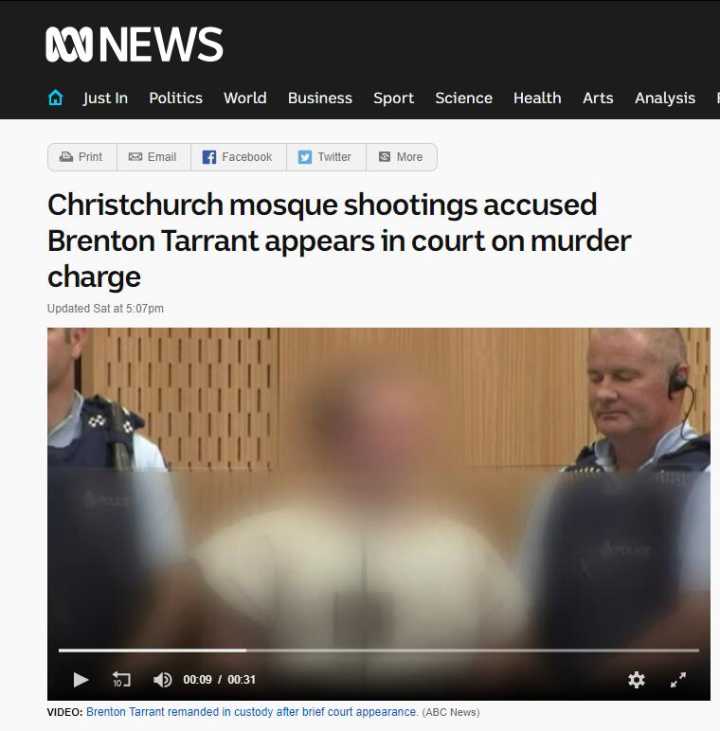 NEWS
Just In Politics World Business Sport Science Health Arts Analysis
Print Email Facebook Twitter More
Christchurch mosque shootings accused
Brenton Tarrant appears in court on murder
charge
Updated Sat at 5:07pm
10
00:09 / 00:31
VIDEO: Brenton Tarrant remanded in custody after brief court appearance. (ABC News)